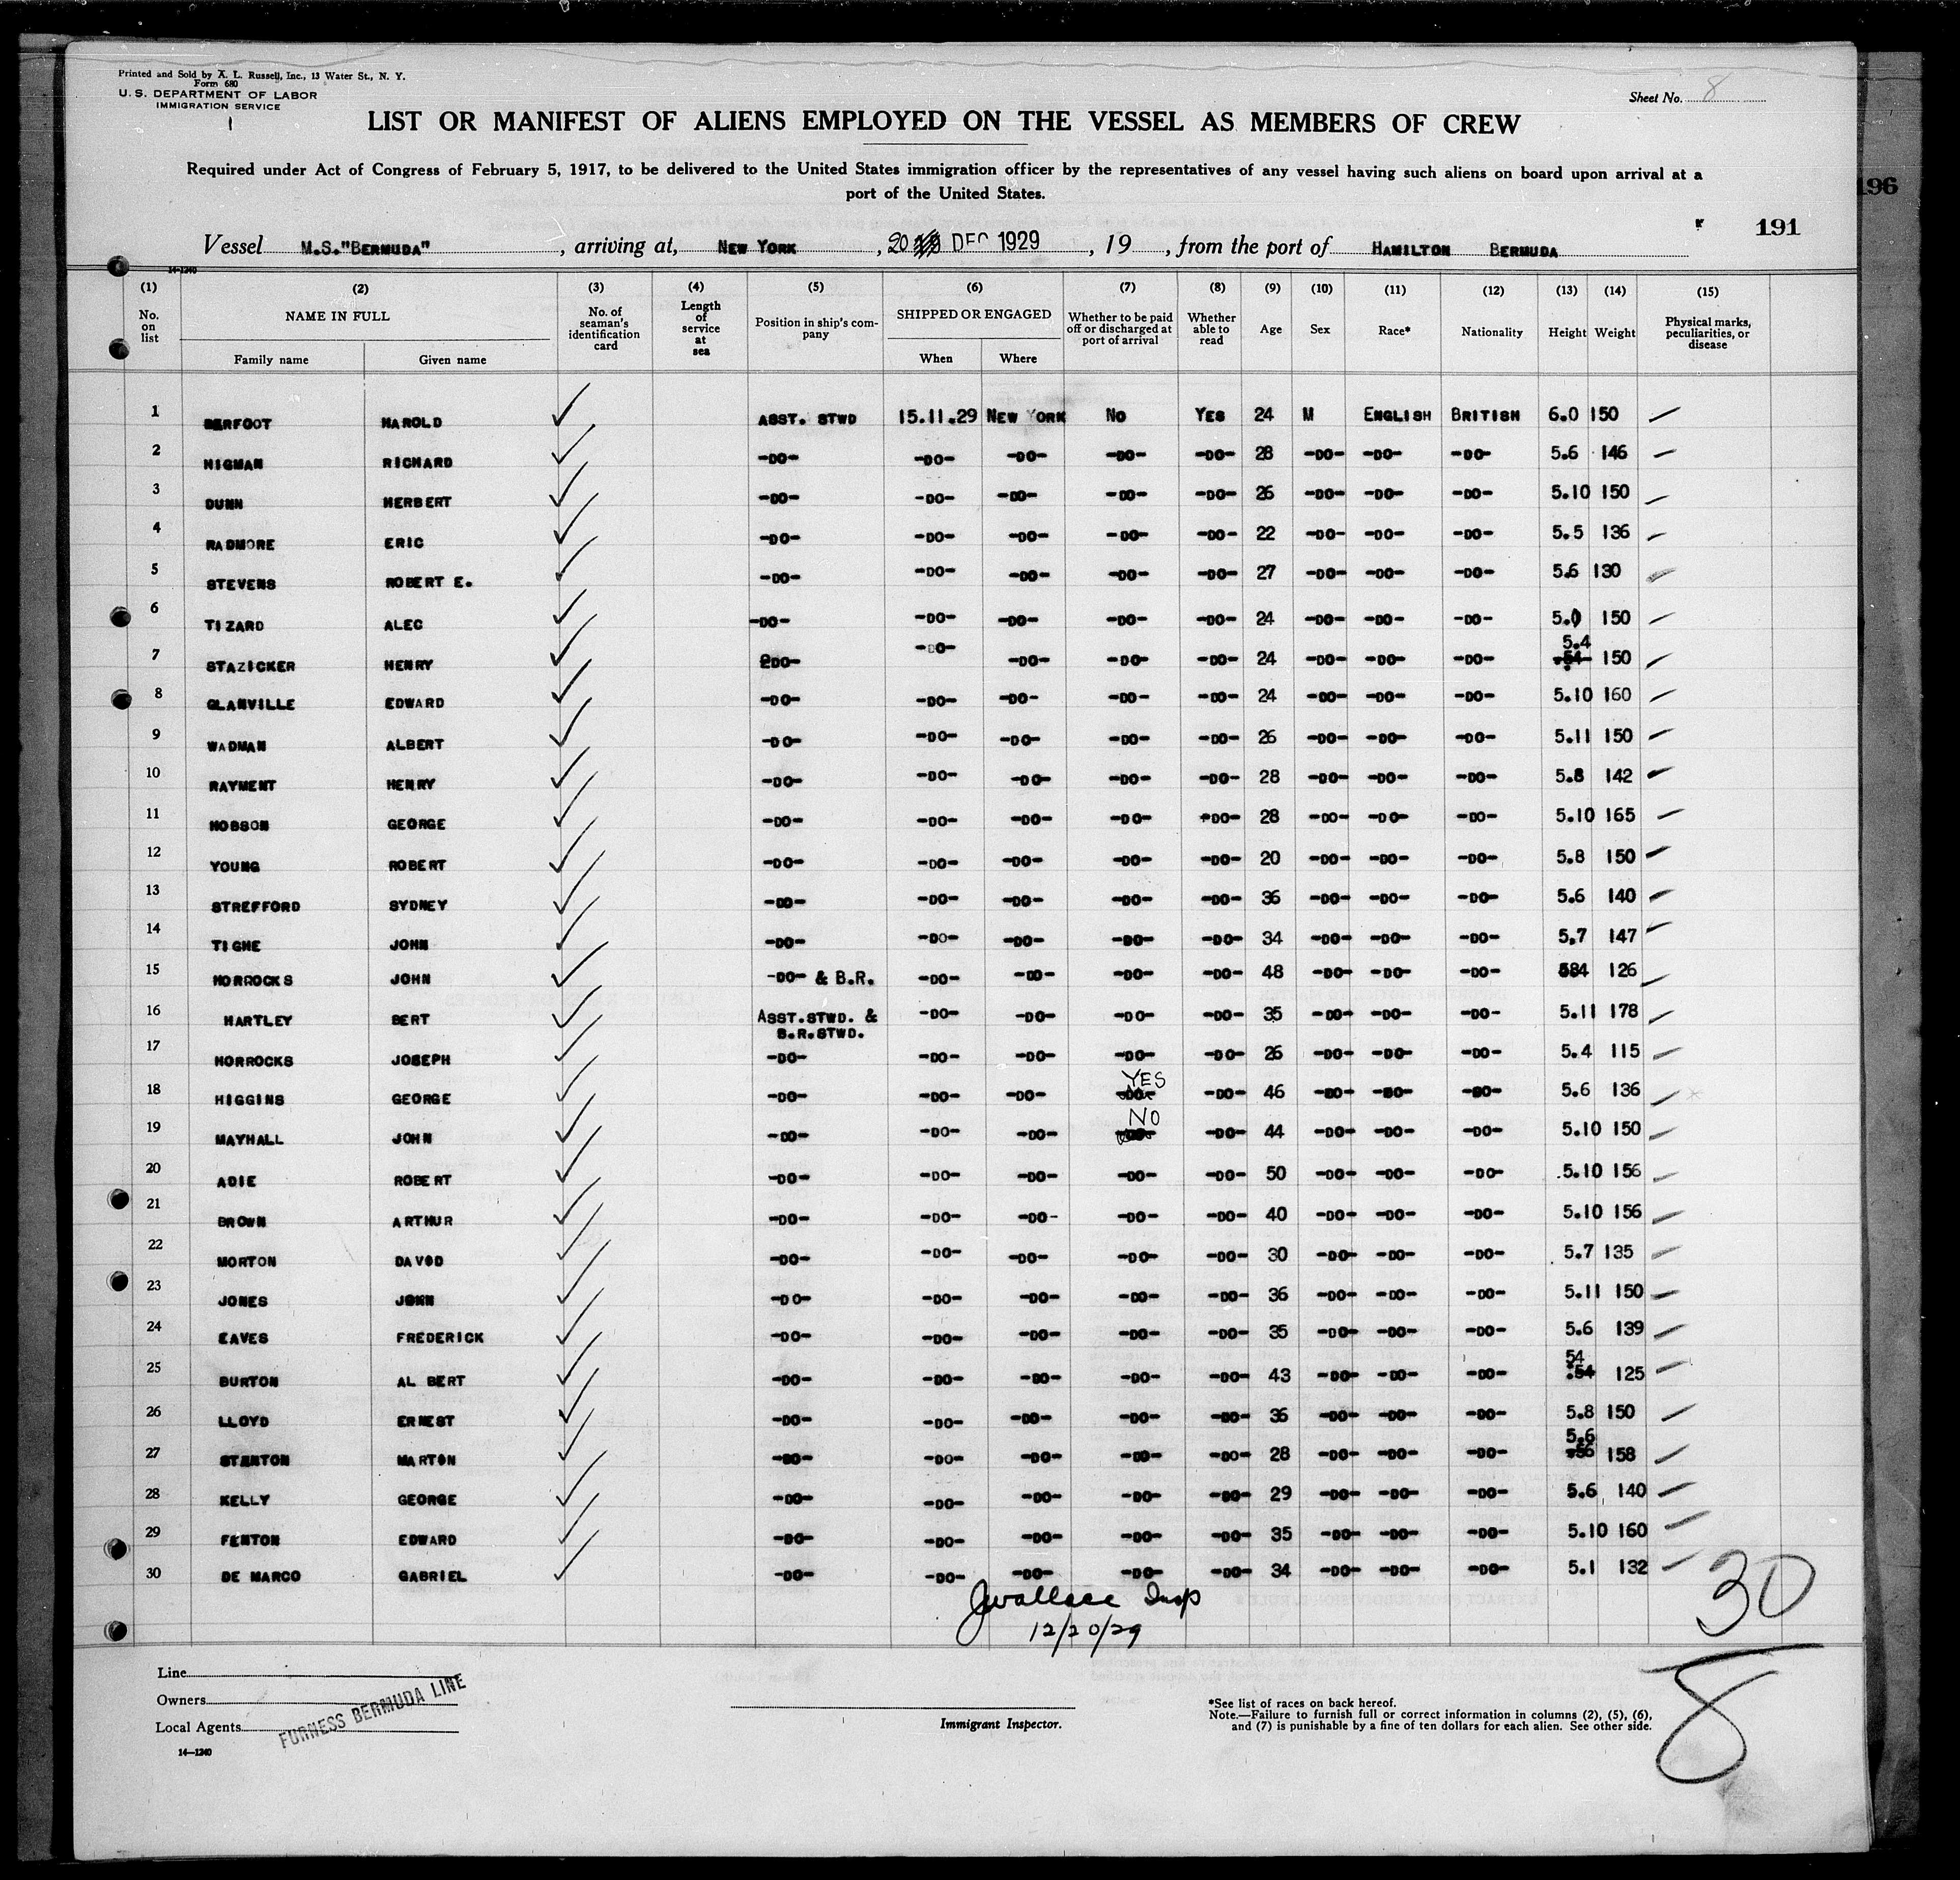 Printed and Sold by A. L. Russell, Inc., 13 Water St., N. Y.
Form 680
U. S. DEPARTMENT OF LABOR
IMMIGRATION SERVICE
Sheet No. 8
LIST OR MANIFEST OF ALIENS EMPLOYED ON THE VESSEL AS MEMBERS OF CREW
Required under Act of Congress of February 5, 1917, to be delivered to the United States immigration officer by the representatives of any vessel having such aliens on board upon arrival at a
port of the United States.
196
191
Vessel M.S."BERMUDA", arriving at, NEW YORK, 20 DEC 1929, 19 , from the port of HAMILTON BERMUDA
14-1240
(1) (2) (3) (4) (5) (6) (7) (8) (9) (10) (11) (12) (13) (14) (15)
No. on list NAME IN FULL Family name Given name No. of seaman's identification card Length of service at sea Position in ship's company SHIPPED OR ENGAGED When Where Whether to be paid off or discharged at port of arrival Whether able to read Age Sex Race* Nationality Height Weight Physical marks, peculiarities, or disease
1 BERFOOT HAROLD ASST. STWD 15.11.29 NEW YORK NO YES 24 M ENGLISH BRITISH 6.0 150
2 HIGMAN RICHARD -DO- -DO- -DO- -DO- -DO- 28 -DO- -DO- -DO- 5.6 146
3 DUNN HERBERT -DO- -DO- -DO- -DO- -DO- 26 -DO- -DO- -DO- 5.10 150
4 RADMORE ERIC -DO- -DO- -DO- -DO- -DO- 22 -DO- -DO- -DO- 5.5 136
5 STEVENS ROBERT E. -DO- -DO- -DO- -DO- -DO- 27 -DO- -DO- -DO- 5.6 130
6 TIZARD ALEC -DO- -DO- -DO- -DO- -DO- 24 -DO- -DO- -DO- 5.0 150
7 STAZICKER HENRY -DO- -DO- -DO- -DO- -DO- 24 -DO- -DO- -DO- 5.4 150
8 GLANVILLE EDWARD -DO- -DO- -DO- -DO- -DO- 24 -DO- -DO- -DO- 5.10 160
9 WADMAN ALBERT -DO- -DO- -DO- -DO- -DO- 26 -DO- -DO- -DO- 5.11 150
10 RAYMENT HENRY -DO- -DO- -DO- -DO- -DO- 28 -DO- -DO- -DO- 5.8 142
11 HOBSON GEORGE -DO- -DO- -DO- -DO- -DO- 28 -DO- -DO- -DO- 5.10 165
12 YOUNG ROBERT -DO- -DO- -DO- -DO- -DO- 20 -DO- -DO- -DO- 5.8 150
13 STREFFORD SYDNEY -DO- -DO- -DO- -DO- -DO- 36 -DO- -DO- -DO- 5.6 140
14 TIGHE JOHN -DO- -DO- -DO- -DO- -DO- 34 -DO- -DO- -DO- 5.7 147
15 HORROCKS JOHN -DO- & B.R. -DO- -DO- -DO- -DO- 48 -DO- -DO- -DO- 126
16 HARTLEY BERT ASST.STWD. & B.R.STWD. -DO- -DO- -DO- -DO- 35 -DO- -DO- -DO- 5.11 178
17 HORROCKS JOSEPH -DO- -DO- -DO- -DO- -DO- 26 -DO- -DO- -DO- 5.4 115
18 HIGGINS GEORGE -DO- -DO- -DO- YES -DO- 46 -DO- -DO- -DO- 5.6 136
19 MAYHALL JOHN -DO- -DO- -DO- NO -DO- 44 -DO- -DO- -DO- 5.10 150
20 ADIE ROBERT -DO- -DO- -DO- -DO- -DO- 50 -DO- -DO- -DO- 5.10 156
21 BROWN ARTHUR -DO- -DO- -DO- -DO- -DO- 40 -DO- -DO- -DO- 5.10 156
22 MORTON DAVOD -DO- -DO- -DO- -DO- -DO- 30 -DO- -DO- -DO- 5.7 135
23 JONES JOHN -DO- -DO- -DO- -DO- -DO- 36 -DO- -DO- -DO- 5.11 150
24 EAVES FREDERICK -DO- -DO- -DO- -DO- -DO- 35 -DO- -DO- -DO- 5.6 139
25 BURTON AL BERT -DO- -DO- -DO- -DO- -DO- 43 -DO- -DO- -DO- 54 125
26 LLOYD ERNEST -DO- -DO- -DO- -DO- -DO- 36 -DO- -DO- -DO- 5.8 150
27 STANTON MARTON -DO- -DO- -DO- -DO- -DO- 28 -DO- -DO- -DO- 5.6 158
28 KELLY GEORGE -DO- -DO- -DO- -DO- -DO- 29 -DO- -DO- -DO- 5.6 140
29 FENTON EDWARD -DO- -DO- -DO- -DO- -DO- 35 -DO- -DO- -DO- 5.10 160
30 DE MARCO GABRIEL -DO- -DO- -DO- -DO- -DO- 34 -DO- -DO- -DO- 5.1 132
30
JWallace Insp
12/20/29
8
Line
Owners
Local Agents
FURNESS BERMUDA LINE
14—1240
Immigrant Inspector.
*See list of races on back hereof.
Note.—Failure to furnish full or correct information in columns (2), (5), (6),
and (7) is punishable by a fine of ten dollars for each alien. See other side.